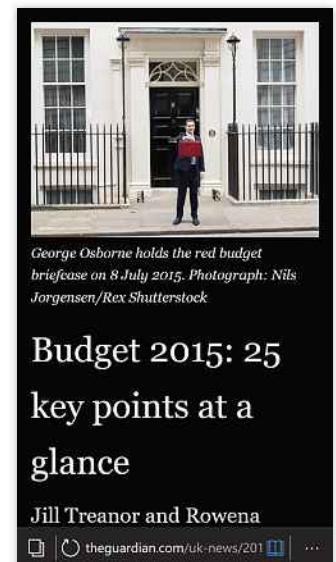 George Osborne holds the red budget
briefcase on 8 July 2015. Photograph: Nils
Jorgensen/Rex Shutterstock
Budget 2015: 25
key points at a
glance
Jill Treanor and Rowena
theguardian.com/uk-news/201